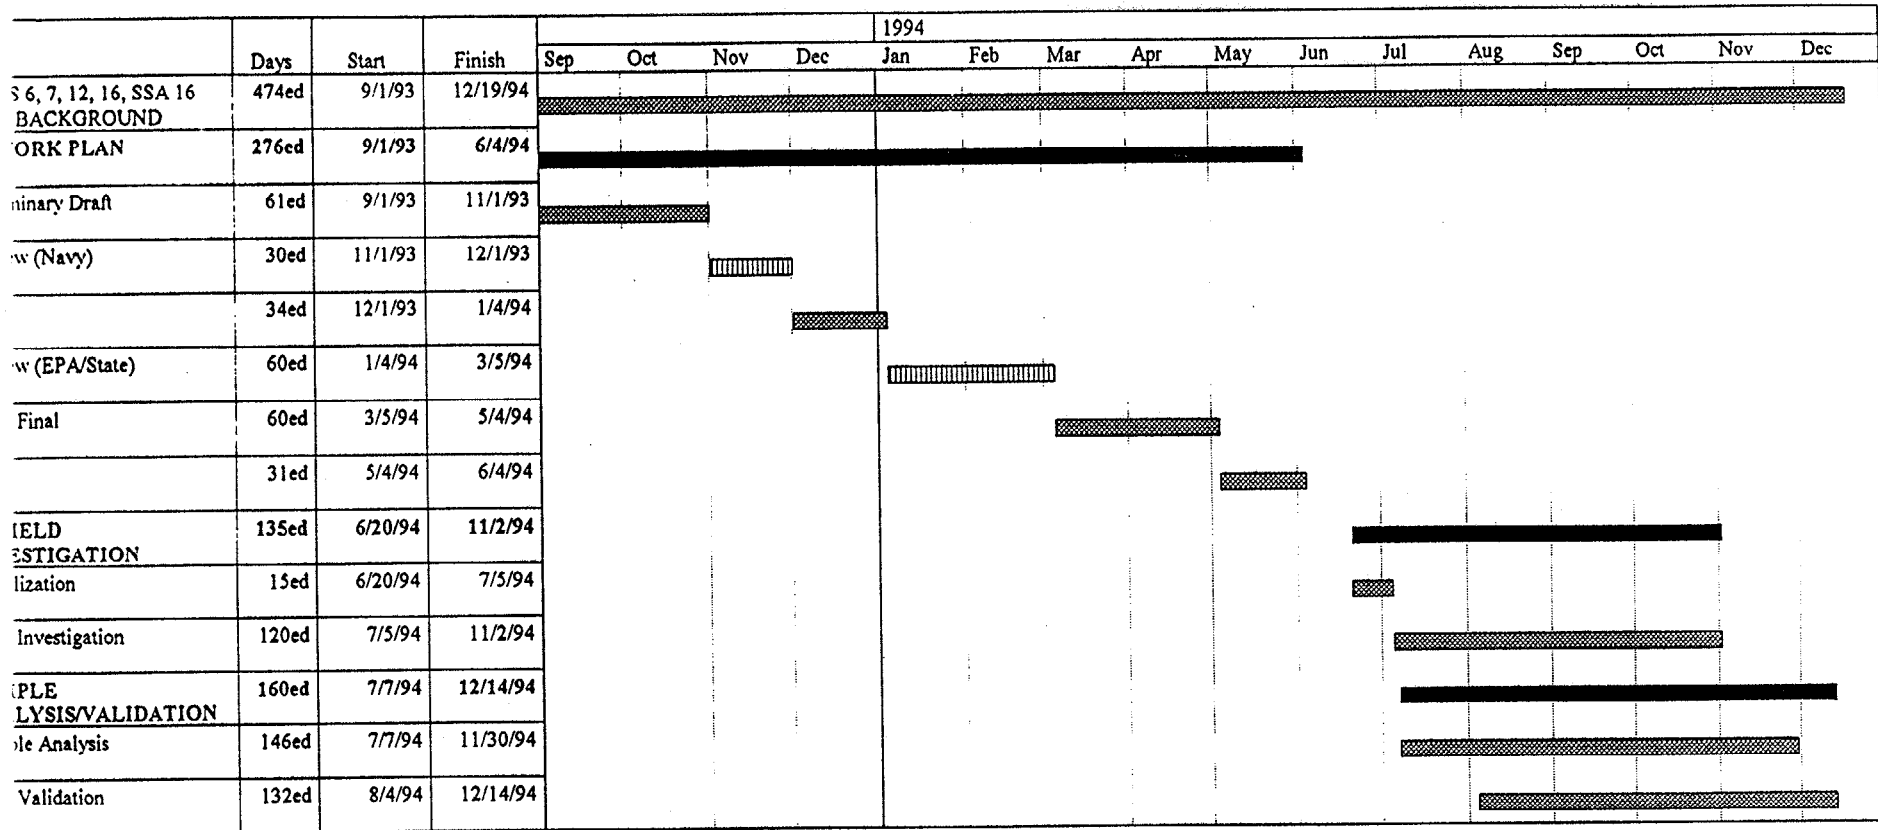 1994
Days Start Finish Sep Oct Nov Dec Jan Feb Mar Apr May Jun Jul Aug Sep Oct Nov Dec
S 6, 7, 12, 16, SSA 16 474ed 9/1/93 12/19/94
BACKGROUND
ORK PLAN 276ed 9/1/93 6/4/94
minary Draft 61ed 9/1/93 11/1/93
w (Navy) 30ed 11/1/93 12/1/93
34ed 12/1/93 1/4/94
w (EPA/State) 60ed 1/4/94 3/5/94
Final 60ed 3/5/94 5/4/94
31ed 5/4/94 6/4/94
IELD 135ed 6/20/94 11/2/94
ESTIGATION
lization 15ed 6/20/94 7/5/94
Investigation 120ed 7/5/94 11/2/94
PLE 160ed 7/7/94 12/14/94
LYSIS/VALIDATION
le Analysis 146ed 7/7/94 11/30/94
Validation 132ed 8/4/94 12/14/94